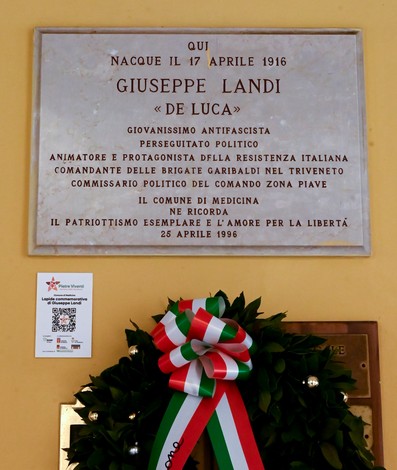 QUI
NACQUE IL 17 APRILE 1916
GIUSEPPE LANDI
«DE LUCA»
GIOVANISSIMO ANTIFASCISTA
PERSEGUITATO POLITICO
ANIMATORE E PROTAGONISTA DELLA RESISTENZA ITALIANA
COMANDANTE DELLE BRIGATE GARIBALDI NEL TRIVENETO
COMMISSARIO POLITICO DEL COMANDO ZONA PIAVE
IL COMUNE DI MEDICINA
NE RICORDA
IL PATRIOTTISMO ESEMPLARE E L'AMORE PER LA LIBERTÀ
25 APRILE 1996
Pietre Viventi
Lapide commemorativa
di Giuseppe Landi